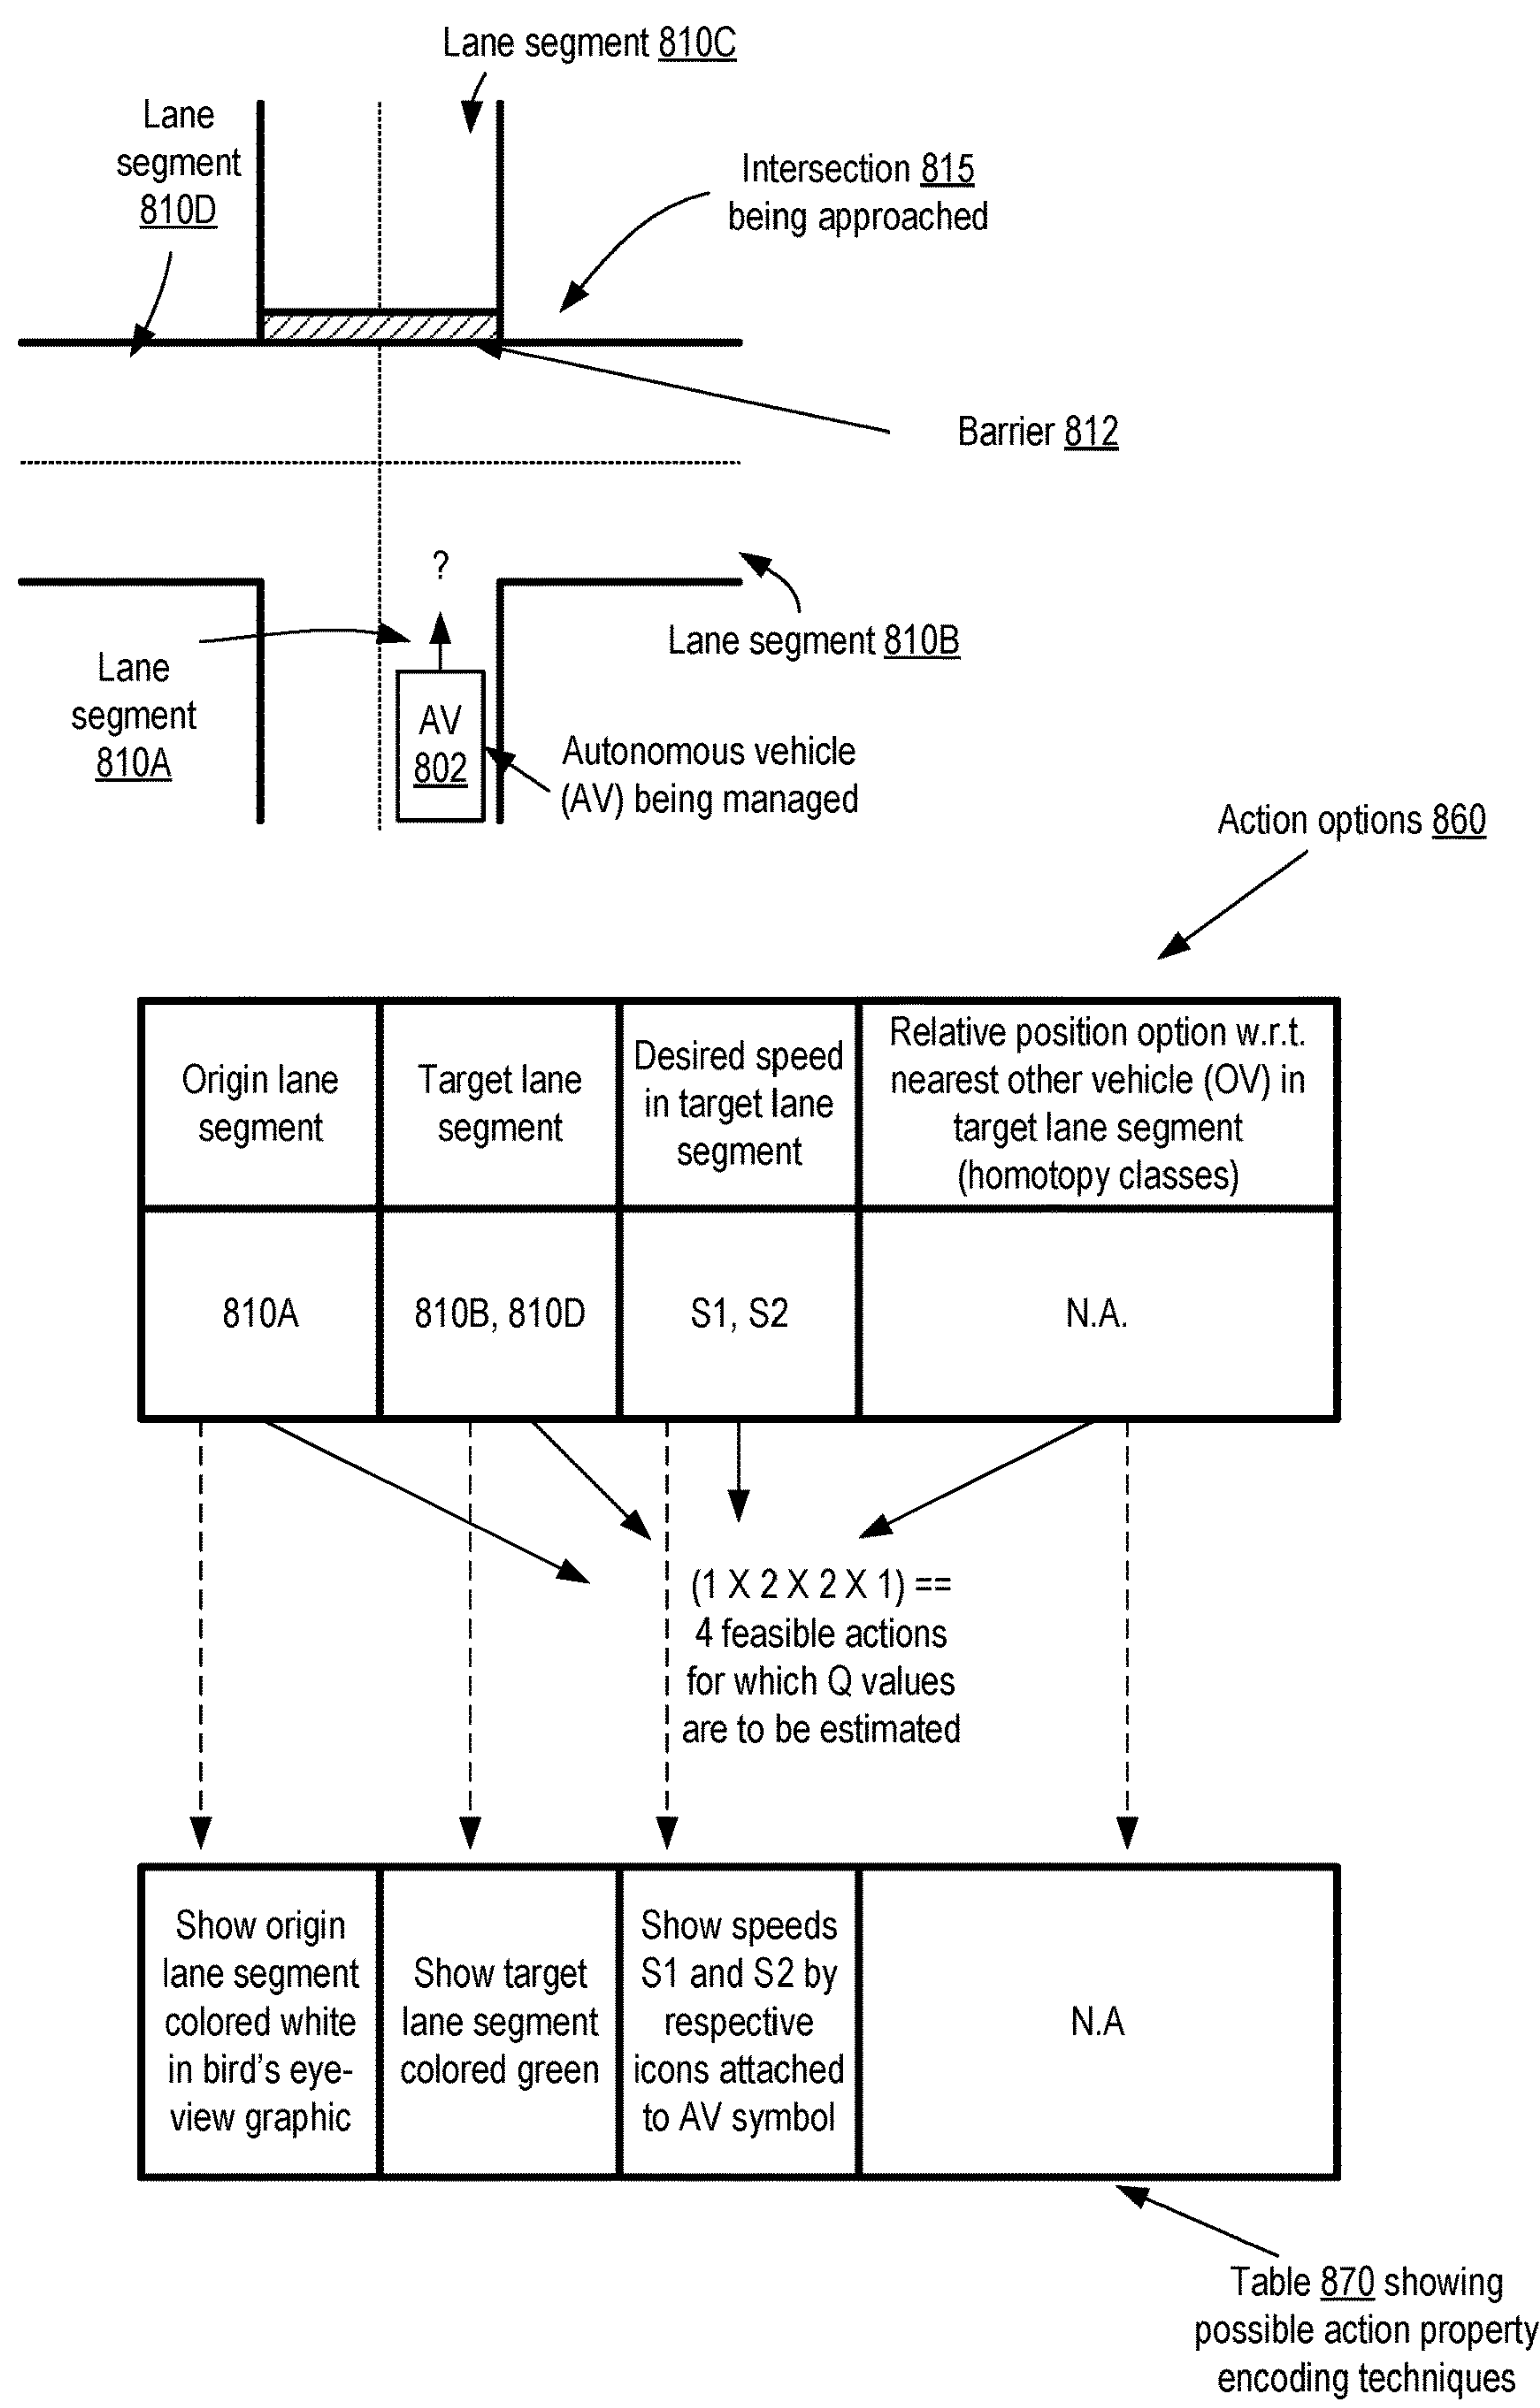 Lane segment 810C
Lane
segment
810D
Intersection 815
being approached
Barrier 812
?
Lane segment 810B
Lane
segment
810A
AV
802
Autonomous vehicle
(AV) being managed
Action options 860
Origin lane
segment
Target lane
segment
Desired speed
in target lane
segment
Relative position option w.r.t.
nearest other vehicle (OV) in
target lane segment
(homotopy classes)
810A
810B, 810D
S1, S2
N.A.
(1 X 2 X 2 X 1) ==
4 feasible actions
for which Q values
are to be estimated
Show origin
lane segment
colored white
in bird's eye-
view graphic
Show target
lane segment
colored green
Show speeds
S1 and S2 by
respective
icons attached
to AV symbol
N.A
Table 870 showing
possible action property
encoding techniques